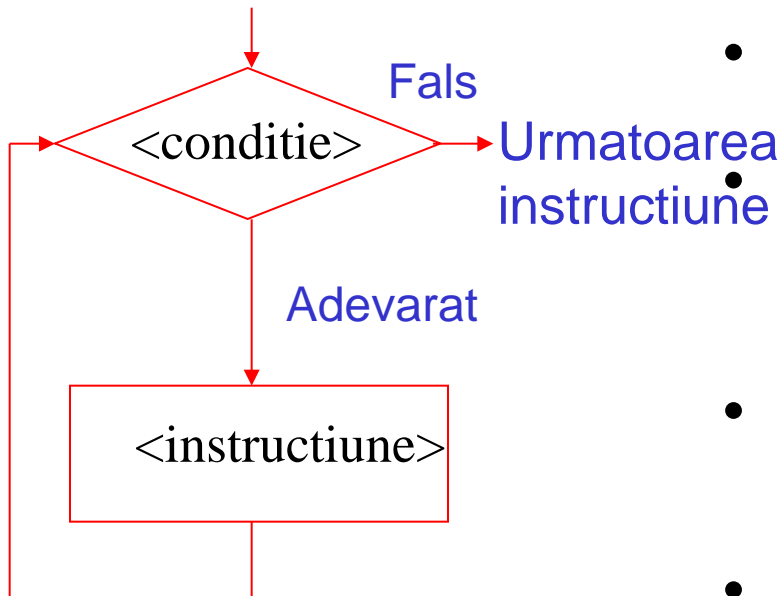 Fals
<conditie>
Urmatoarea
instructiune
Adevarat
<instructiune>